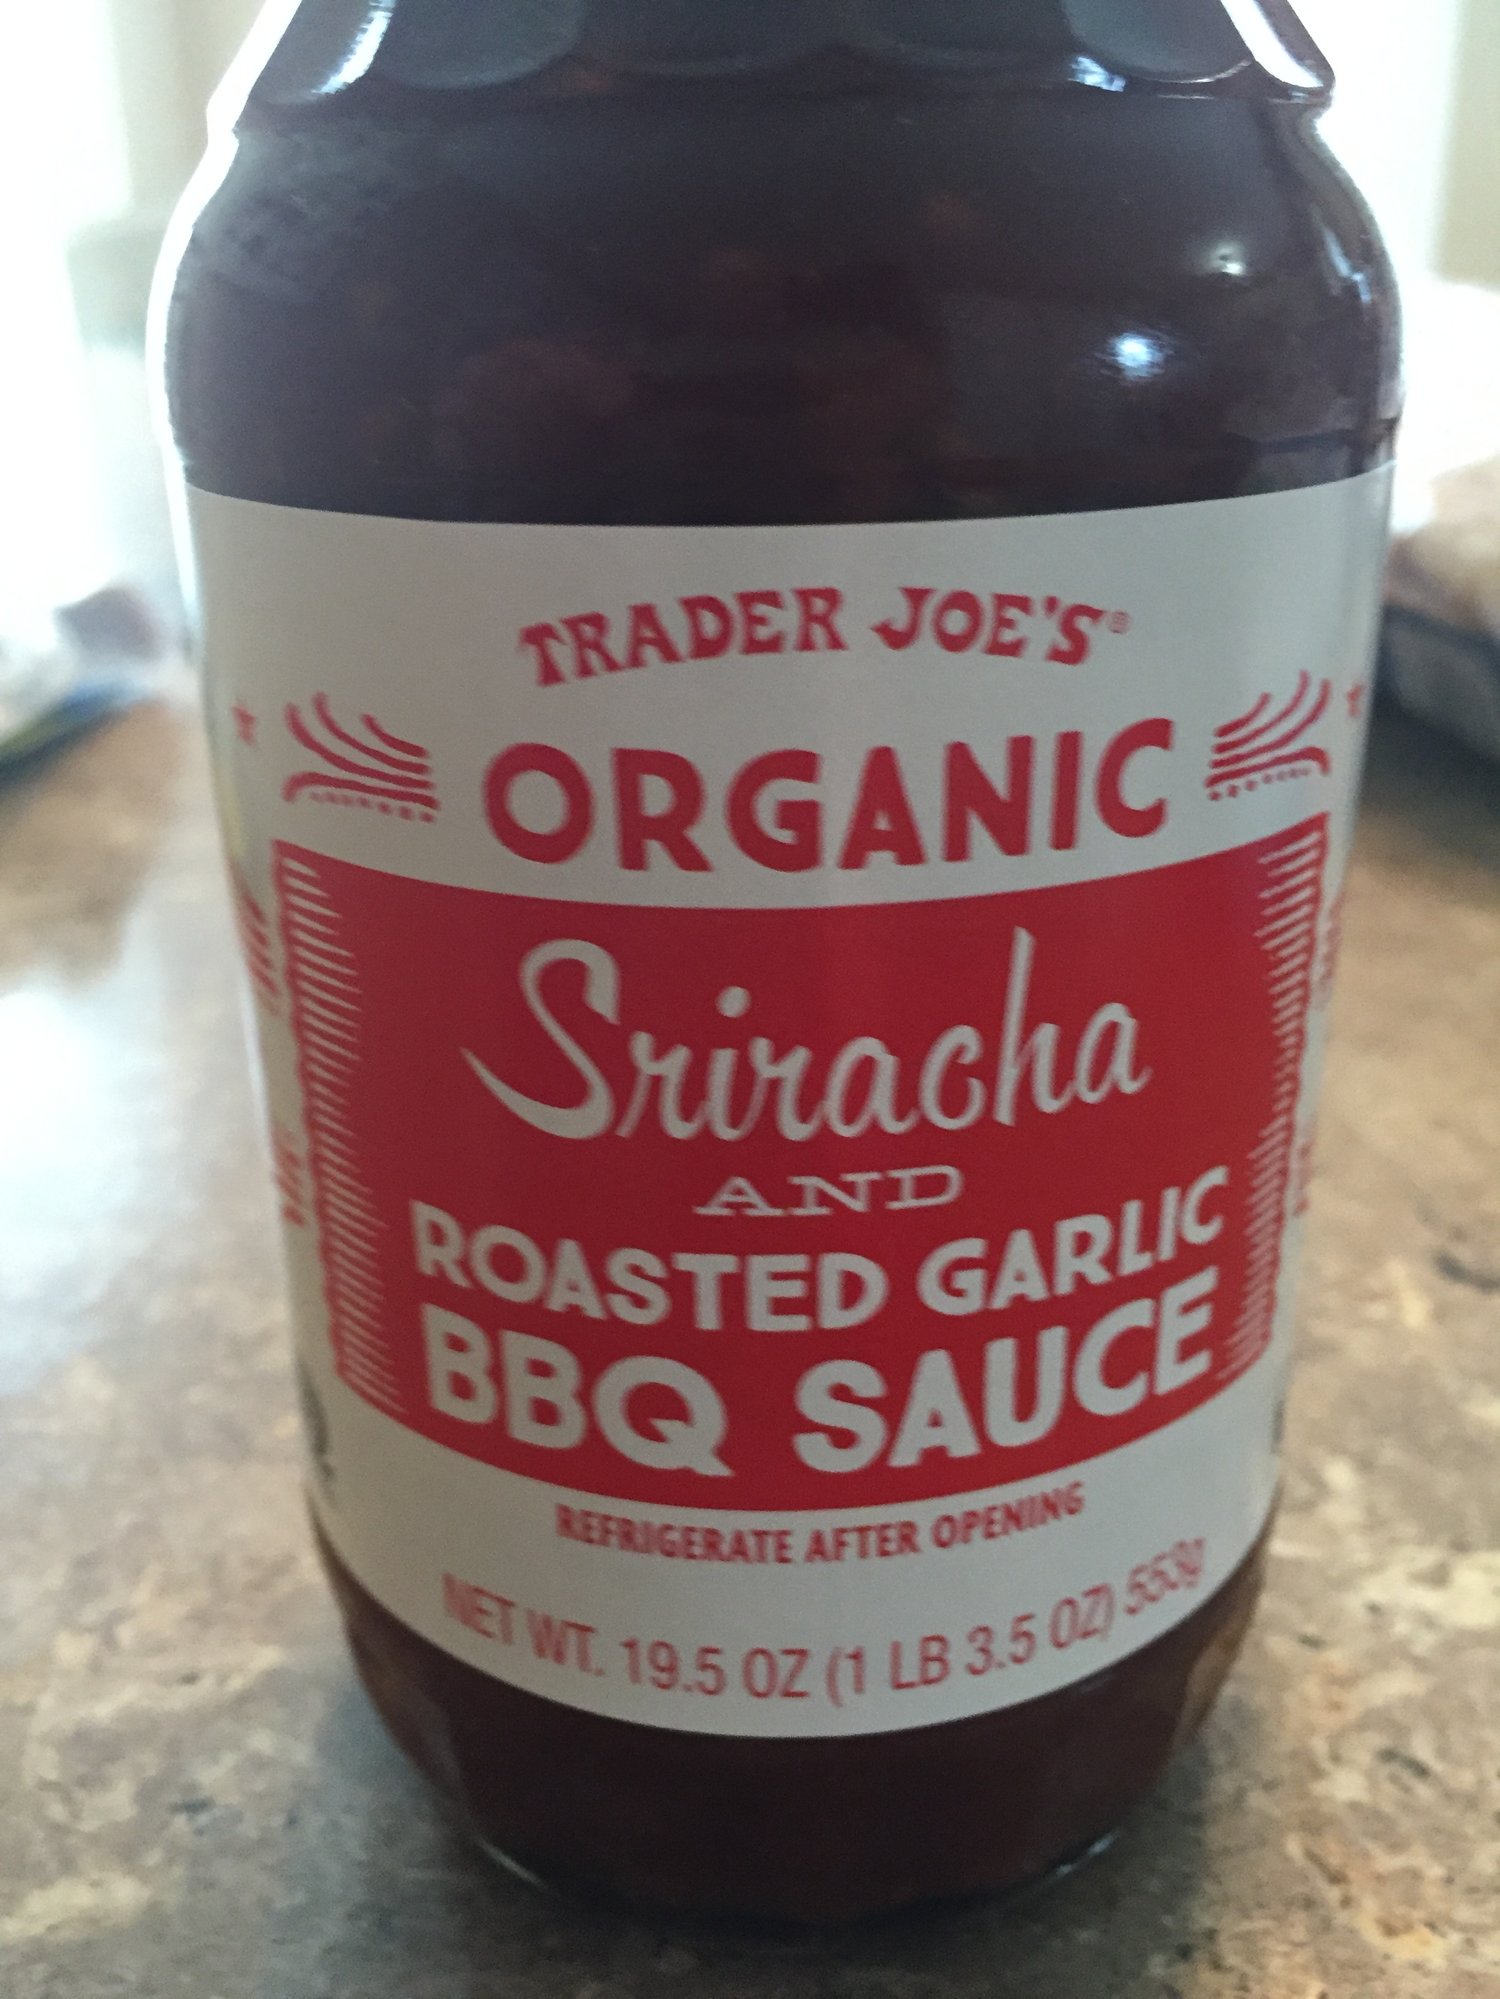 TRADER JOE'S®
ORGANIC
Sriracha
AND
ROASTED GARLIC
BBQ SAUCE
REFRIGERATE AFTER OPENING
NET WT. 19.5 OZ (1 LB 3.5 OZ) 553g